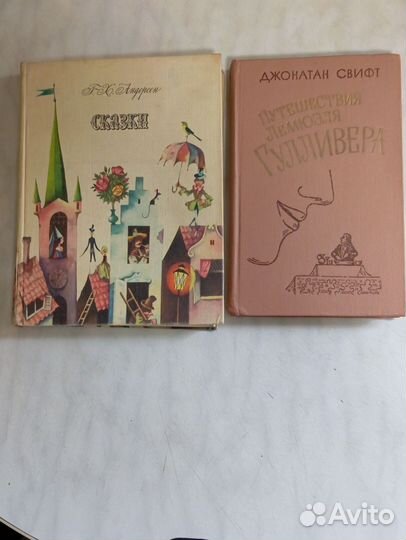 Г-Х. Андерсен
СКАЗКИ
ДЖОНАТАН СВИФТ
ПУТЕШЕСТВИЯ
ЛЕМЮЭЛЯ
ГУЛЛИВЕРА
Avito